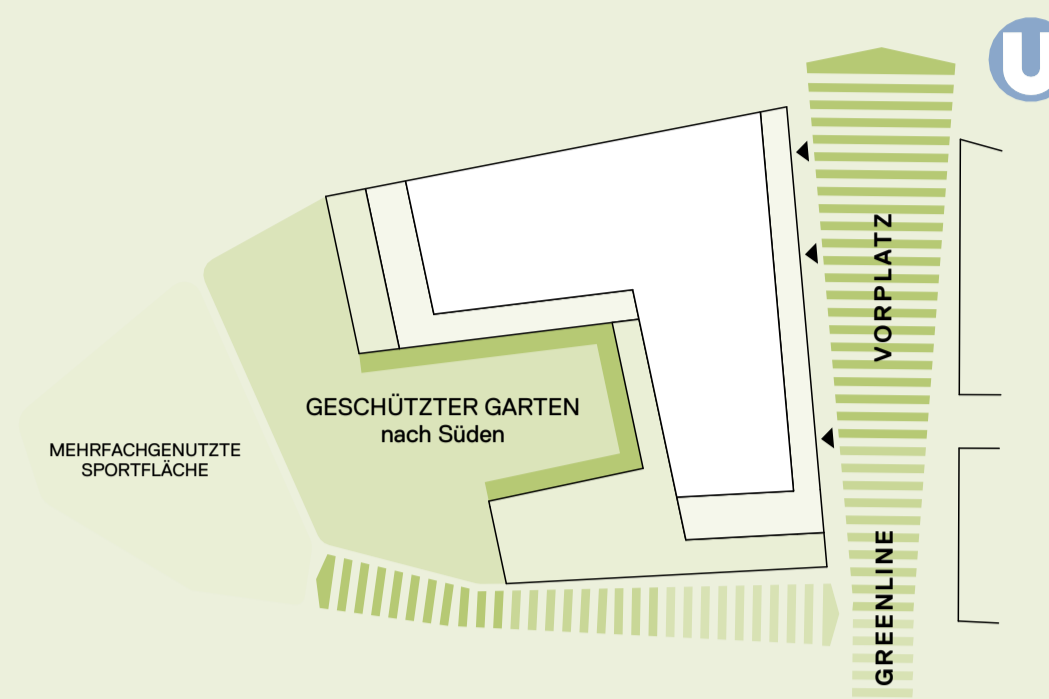 U
VORPLATZ
GESCHÜTZTER GARTEN
nach Süden
MEHRFACHGENUTZTE
SPORTFLÄCHE
GREENLINE